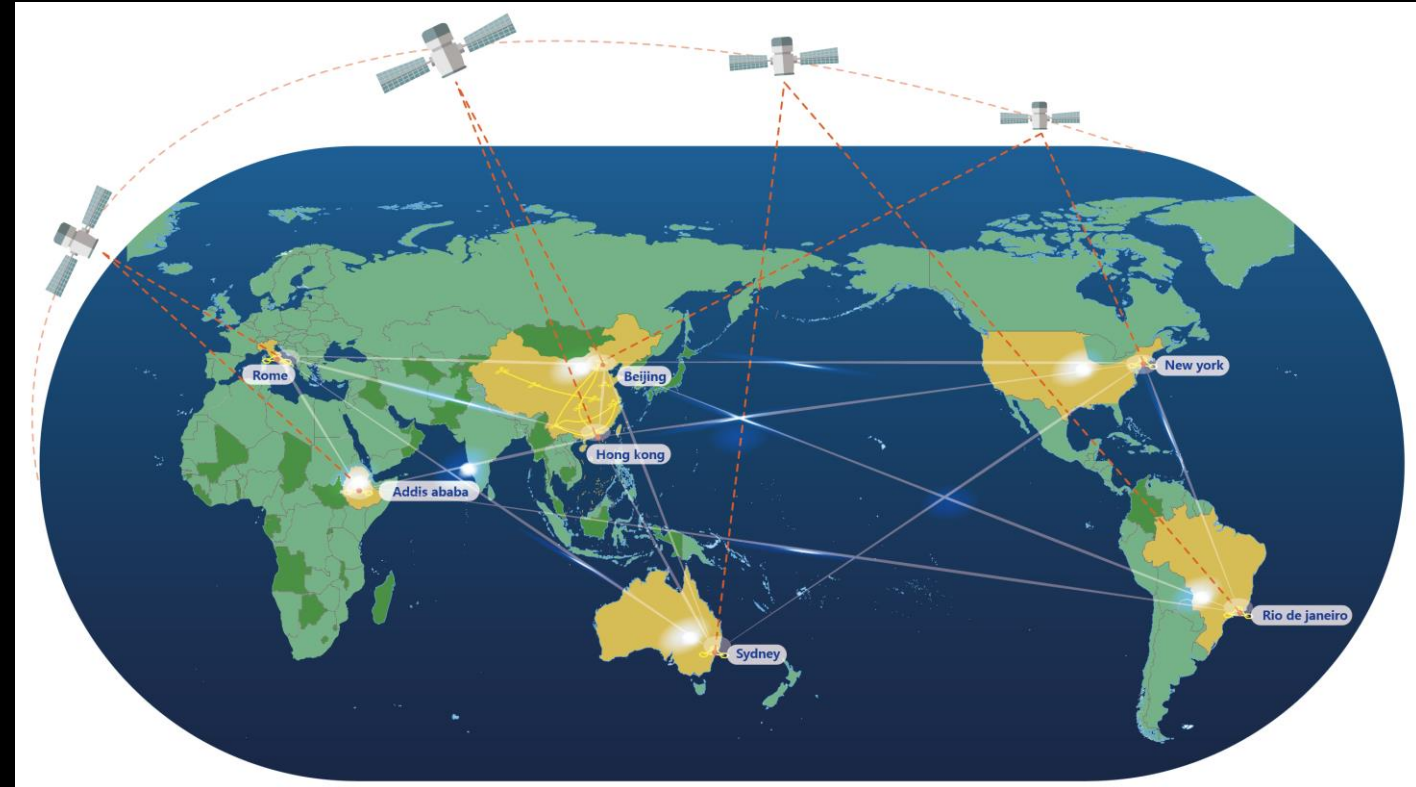 Rome
Beijing
New york
Hong kong
Addis ababa
Rio de janeiro
Sydney